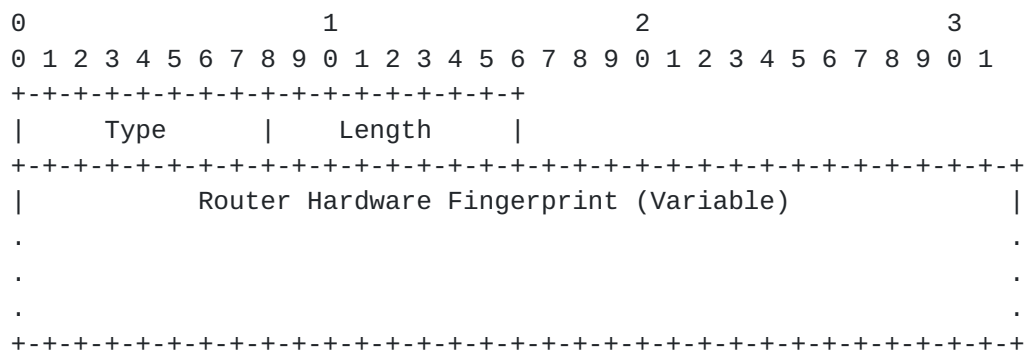 0                   1                   2                   3
0 1 2 3 4 5 6 7 8 9 0 1 2 3 4 5 6 7 8 9 0 1 2 3 4 5 6 7 8 9 0 1
+-+-+-+-+-+-+-+-+-+-+-+-+-+-+-+-+
|     Type      |    Length     |
+-+-+-+-+-+-+-+-+-+-+-+-+-+-+-+-+-+-+-+-+-+-+-+-+-+-+-+-+-+-+-+-+
|           Router Hardware Fingerprint (Variable)              |
.                                                               .
.                                                               .
.                                                               .
+-+-+-+-+-+-+-+-+-+-+-+-+-+-+-+-+-+-+-+-+-+-+-+-+-+-+-+-+-+-+-+-+